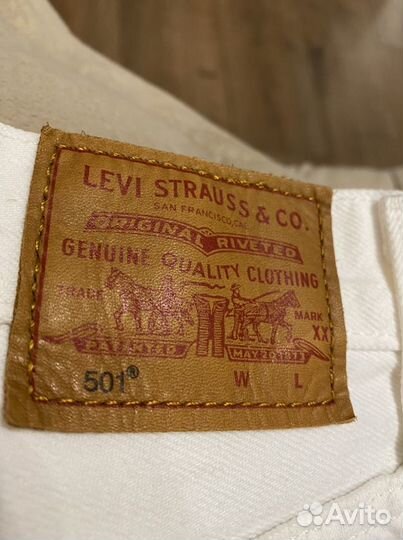 LEVI STRAUSS & CO.
SAN FRANCISCO, CAL.
ORIGINAL RIVETED
GENUINE QUALITY CLOTHING
TRADE MARK
XX
PATENTED MAY 20 1873
501® W L
Avito